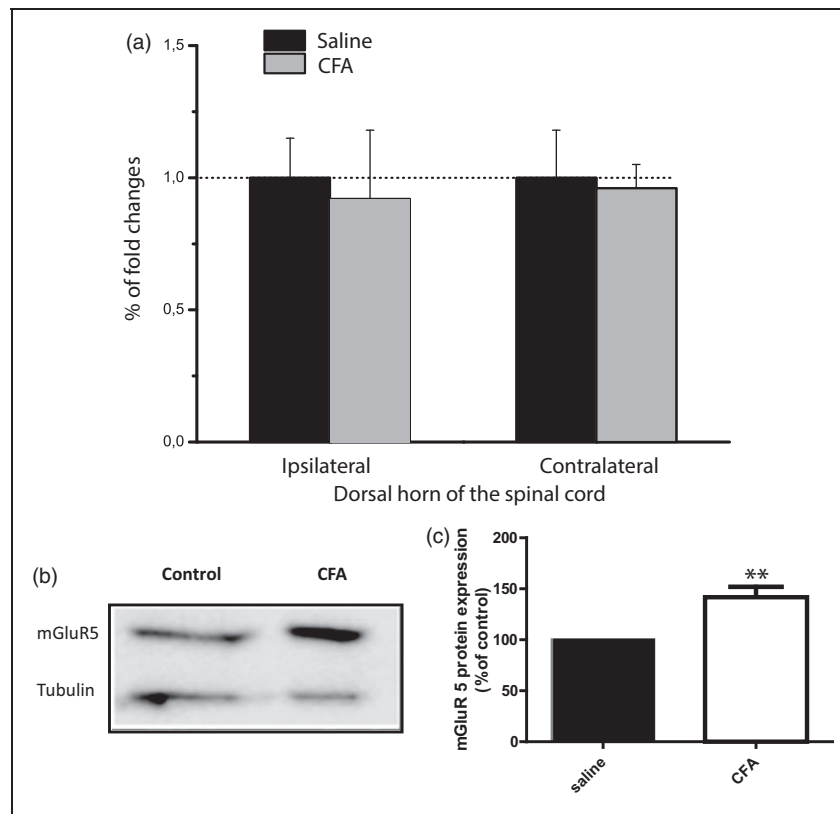 (a)
1,5
Saline
CFA
% of fold changes
1,0
0,5
0,0
Ipsilateral
Contralateral
Dorsal horn of the spinal cord
(b)
Control
CFA
mGluR5
Tubulin
(c)
mGluR 5 protein expression
(% of control)
200
150
100
50
0
**
saline
CFA